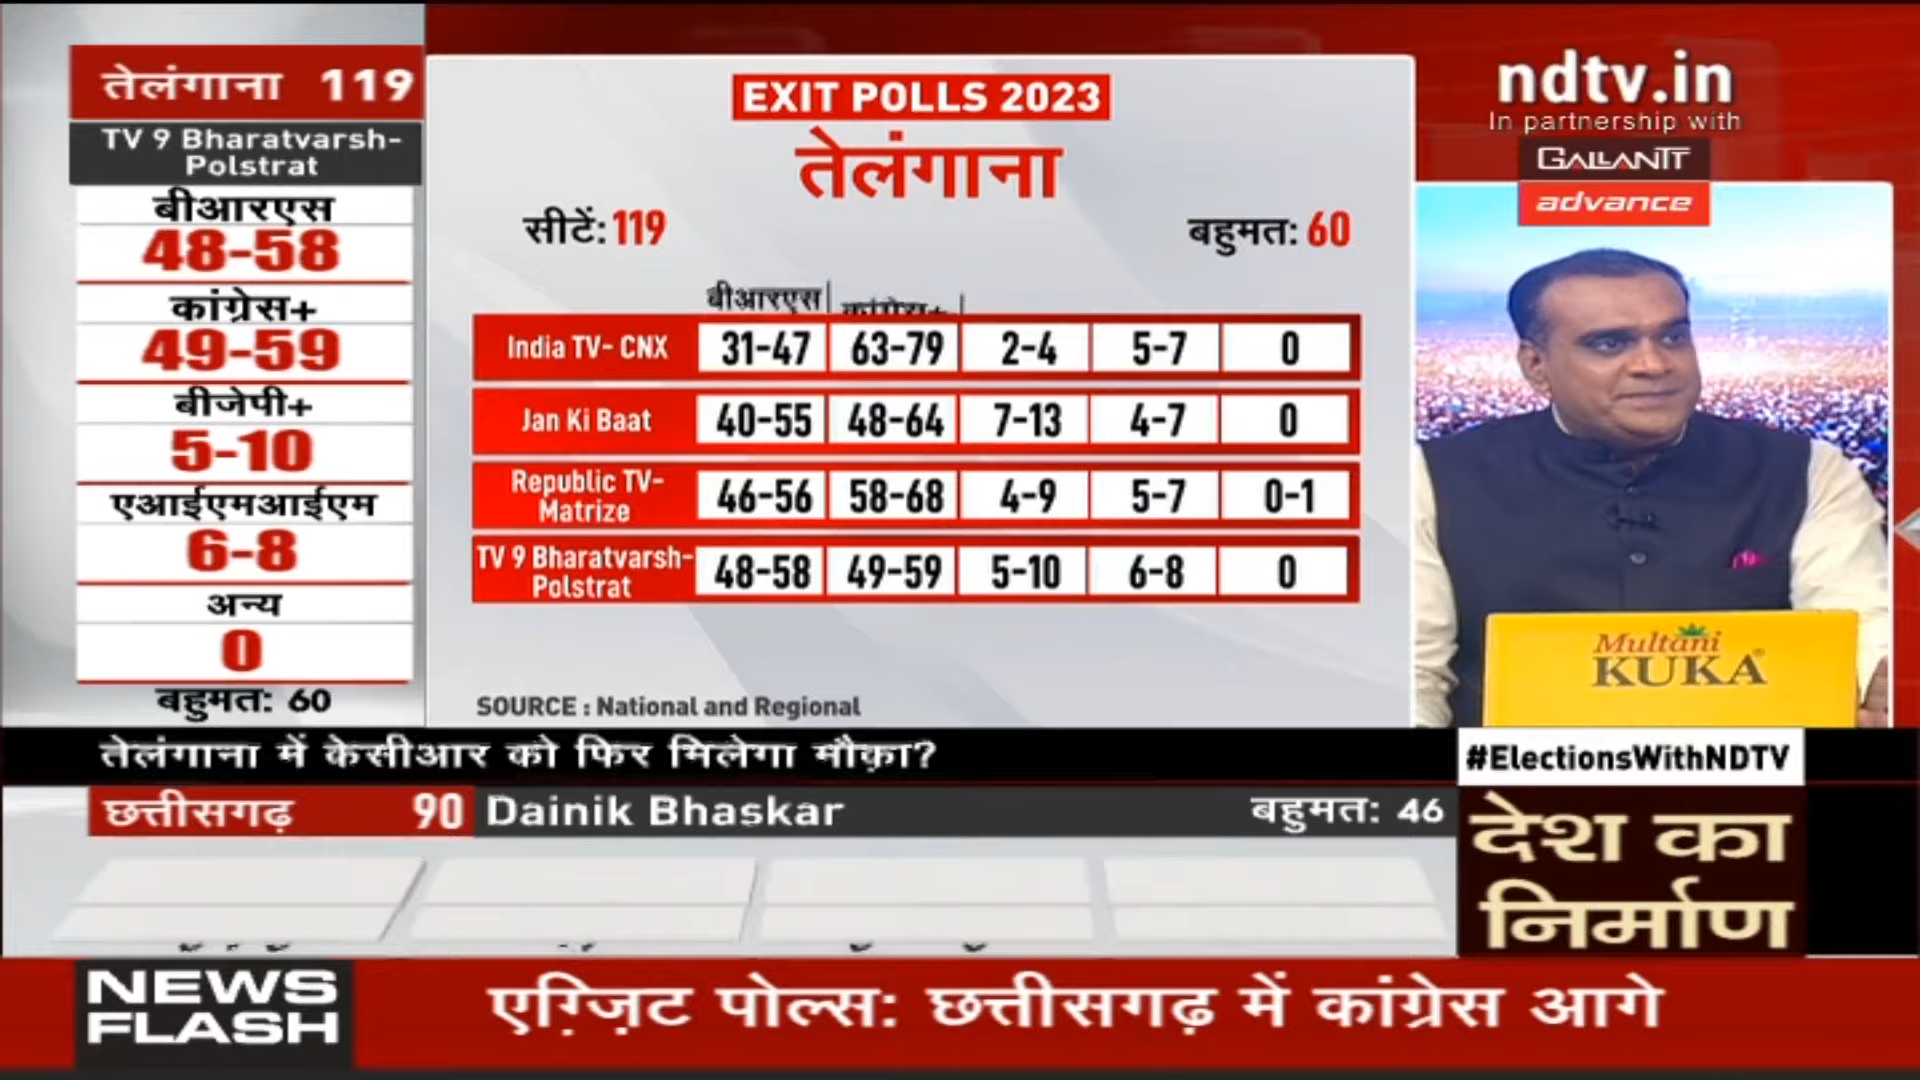 तेलंगाना 119
TV 9 Bharatvarsh-
Polstrat
बीआरएस
48-58
कांग्रेस+
49-59
बीजेपी+
5-10
एआईएमआईएम
6-8
अन्य
0
बहुमत: 60
EXIT POLLS 2023
तेलंगाना
सीटें: 119 बहुमत: 60
बीआरएस कांग्रेस+
India TV- CNX 31-47 63-79 2-4 5-7 0
Jan Ki Baat 40-55 48-64 7-13 4-7 0
Republic TV-
Matrize 46-56 58-68 4-9 5-7 0-1
TV 9 Bharatvarsh-
Polstrat 48-58 49-59 5-10 6-8 0
SOURCE : National and Regional
ndtv.in
In partnership with
GALLANTT
advance
Multani
KUKA
तेलंगाना में केसीआर को फिर मिलेगा मौक़ा?
#ElectionsWithNDTV
छत्तीसगढ़ 90 Dainik Bhaskar बहुमत: 46
देश का
निर्माण
NEWS
FLASH
एग्ज़िट पोल्स: छत्तीसगढ़ में कांग्रेस आगे